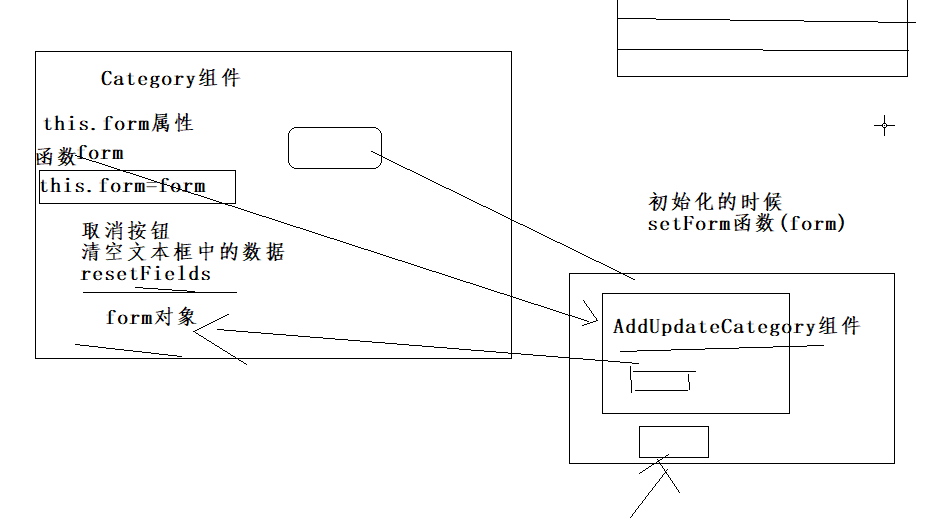 Category组件
this.form属性
函数form
this.form=form
取消按钮
清空文本框中的数据
resetFields
form对象
初始化的时候
setForm函数(form)
AddUpdateCategory组件